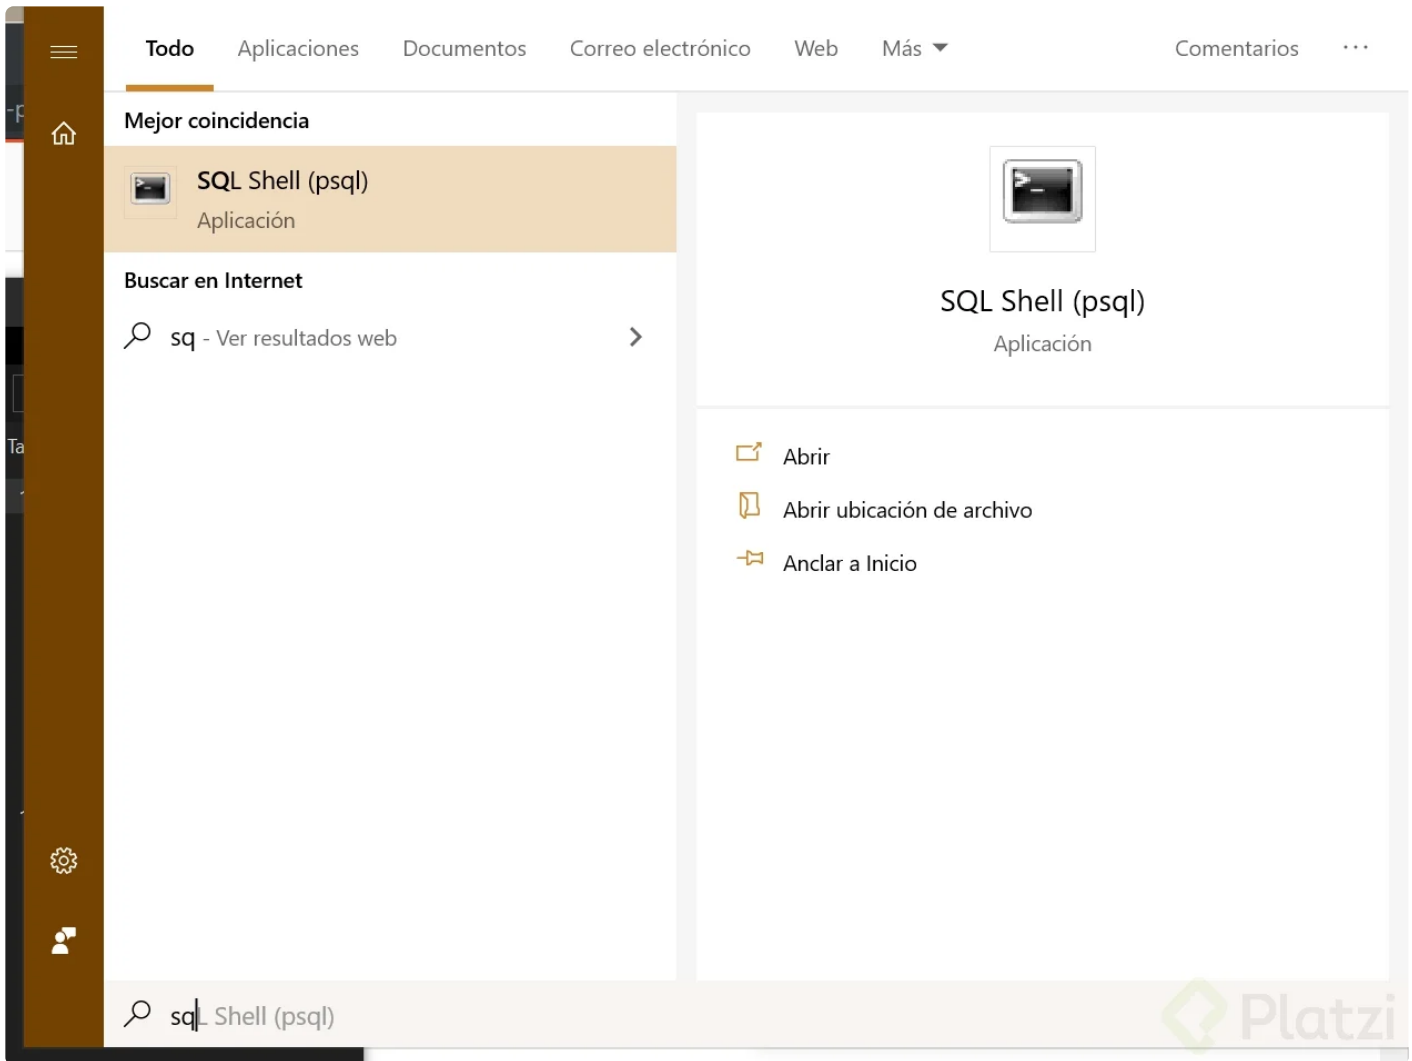 Todo Aplicaciones Documentos Correo electrónico Web Más Comentarios ...
-p
Mejor coincidencia
SQL Shell (psql)
Aplicación
Buscar en Internet
sq - Ver resultados web
SQL Shell (psql)
Aplicación
Abrir
Abrir ubicación de archivo
Anclar a Inicio
Ta
sqL Shell (psql)
Platzi